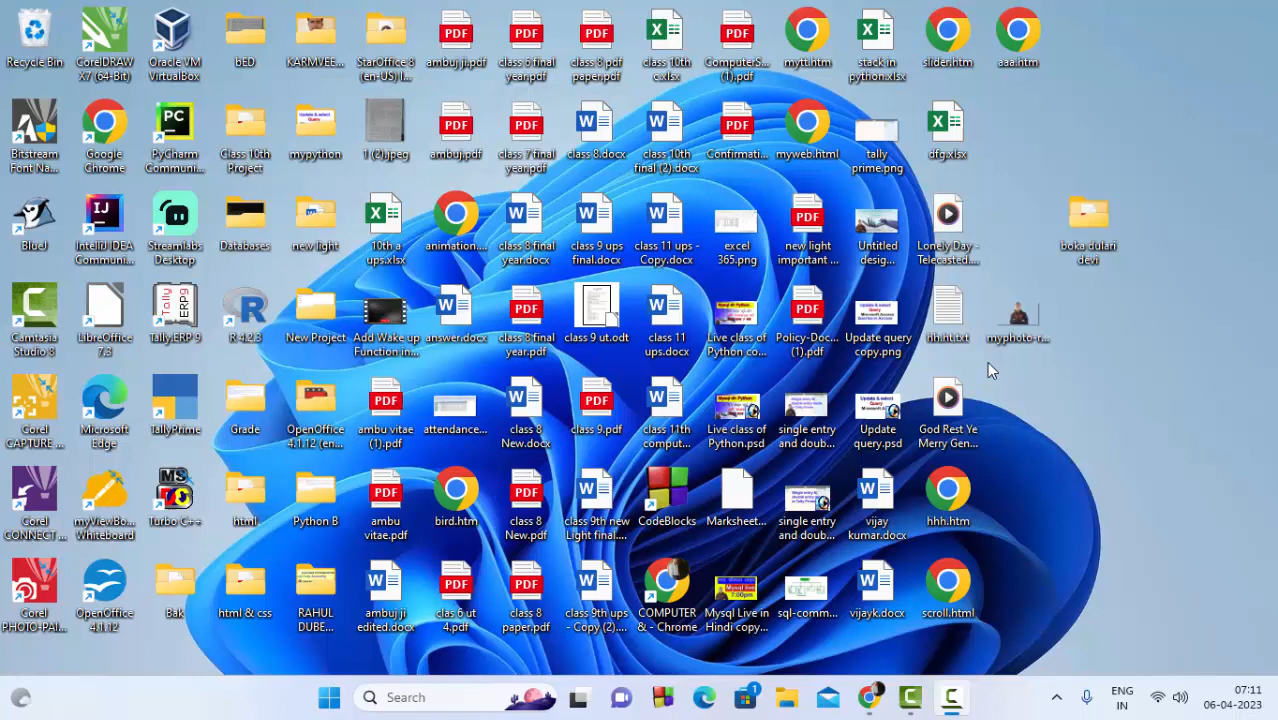 Recycle Bin
CorelDRAW
X7 (64-Bit)
Oracle VM
VirtualBox
bED
KARMVEE...
StarOffice 8
(en-US) I...
ambuj ji.pdf
class 6 final
year.pdf
class 8 pdf
paper.pdf
class 10th
c.xlsx
ComputerS...
(1).pdf
mytt.htm
stack in
python.xlsx
slider.htm
aaa.htm
Bitstream
Font Na...
Google
Chrome
PyCharm
Communi...
Class 10th
Project
mypython
1 (2).jpeg
ambuj.pdf
class 7 final
year.pdf
class 8.docx
class 10th
final (2).docx
Confirmati...
myweb.html
tally
prime.png
dfg.xlsx
BlueJ
IntelliJ IDEA
Communi...
Streamlabs
Desktop
Databases
new light
10th a
ups.xlsx
animation....
class 8 final
year.docx
class 9 ups
final.docx
class 11 ups -
Copy.docx
excel
365.png
new light
important ...
Untitled
desig...
Lonely Day -
Telecasted....
boka dulari
devi
Camtasia
Studio 8
LibreOffice
7.3
Tally.ERP 9
R 4.2.3
New Project
Add Wake up
Function in...
answer.docx
class 8 final
year.pdf
class 9 ut.odt
class 11
ups.docx
Live class of
Python co...
Policy-Doc...
(1).pdf
Update query
copy.png
hh.ht.txt
myphoto-r...
Corel
CAPTURE ...
Microsoft
Edge
TallyPrime
Grade
OpenOffice
4.1.12 (en...
ambu vitae
(1).pdf
attendance...
class 8
New.docx
class 9.pdf
class 11th
comput...
Live class of
Python.psd
single entry
and doub...
Update
query.psd
God Rest Ye
Merry Gen...
Corel
CONNECT ...
myViewBo...
Whiteboard
Turbo C++
html
Python B
ambu
vitae.pdf
bird.htm
class 8
New.pdf
class 9th new
Light final....
CodeBlocks
Marksheet...
single entry
and doub...
vijay
kumar.docx
hhh.htm
Corel
PHOTO-PAI...
OpenOffice
4.1.12
Bak
html & css
RAHUL
DUBE...
ambuj ji
edited.docx
clas 6 ut
4.pdf
class 8
paper.pdf
class 9th ups
- Copy (2)....
COMPUTER
& - Chrome
Mysql Live in
Hindi copy...
sql-comm...
vijayk.docx
scroll.html
Search
1
ENG
IN
07:11
06-04-2023